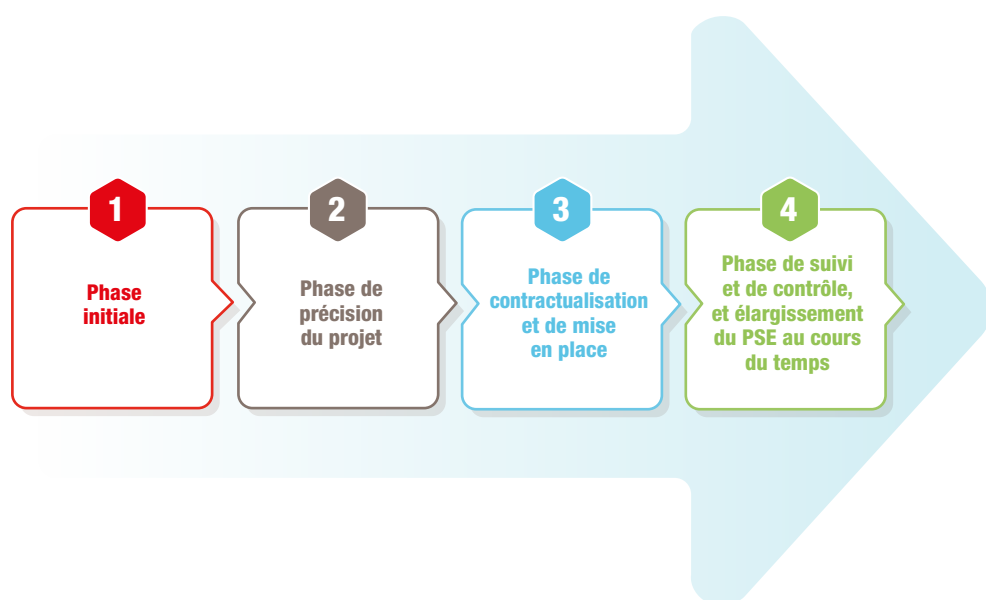 1
Phase
initiale
2
Phase de
précision
du projet
3
Phase de
contractualisation
et de mise
en place
4
Phase de suivi
et de contrôle,
et élargissement
du PSE au cours
du temps